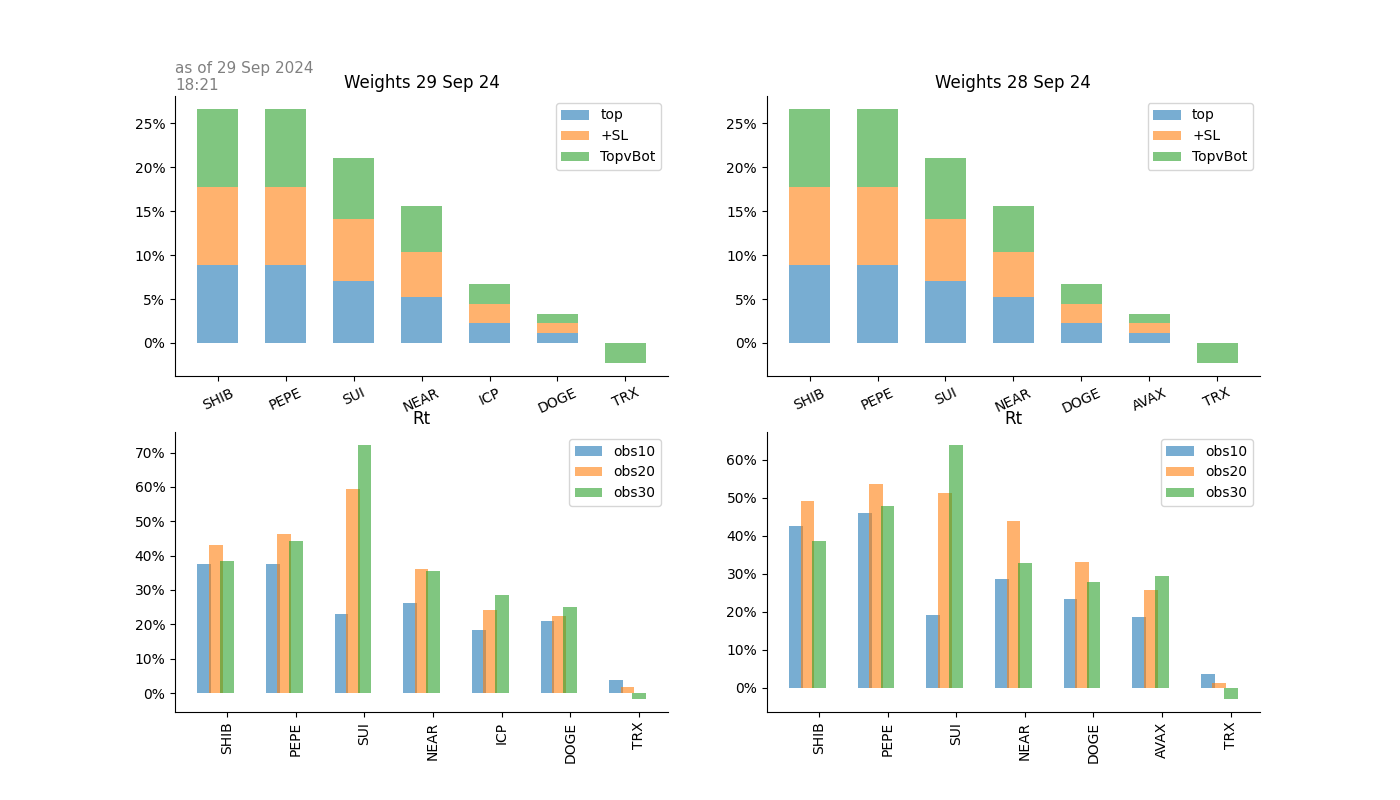 as of 29 Sep 2024
18:21
Weights 29 Sep 24
25%
20%
15%
10%
5%
0%
top
+SL
TopvBot
SHIB
PEPE
SUI
NEAR
ICP
DOGE
TRX
Weights 28 Sep 24
25%
20%
15%
10%
5%
0%
top
+SL
TopvBot
SHIB
PEPE
SUI
NEAR
DOGE
AVAX
TRX
Rt
70%
60%
50%
40%
30%
20%
10%
0%
obs10
obs20
obs30
SHIB
PEPE
SUI
NEAR
ICP
DOGE
TRX
Rt
60%
50%
40%
30%
20%
10%
0%
obs10
obs20
obs30
SHIB
PEPE
SUI
NEAR
DOGE
AVAX
TRX